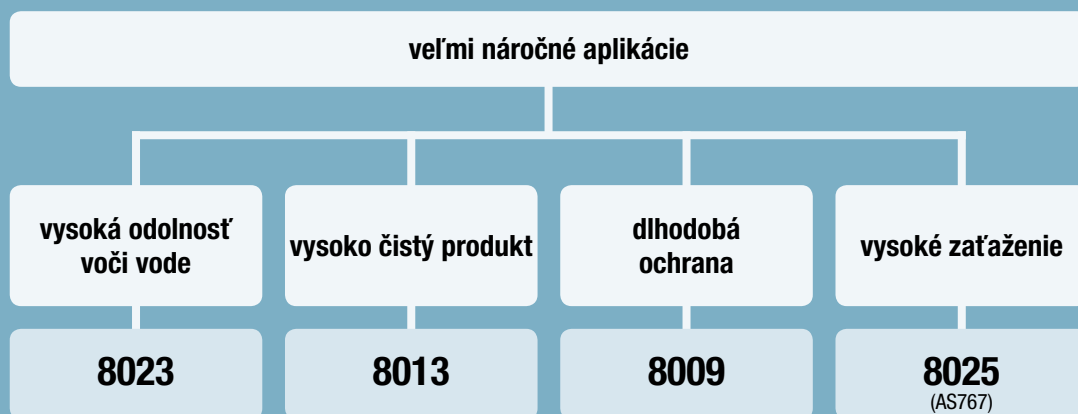 veľmi náročné aplikácie
vysoká odolnosť
voči vode
vysoko čistý produkt
dlhodobá
ochrana
vysoké zaťaženie
8023
8013
8009
8025
(AS767)